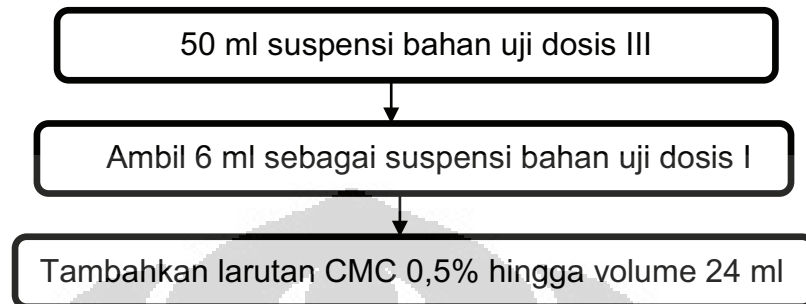 50 ml suspensi bahan uji dosis III
Ambil 6 ml sebagai suspensi bahan uji dosis I
Tambahkan larutan CMC 0,5% hingga volume 24 ml